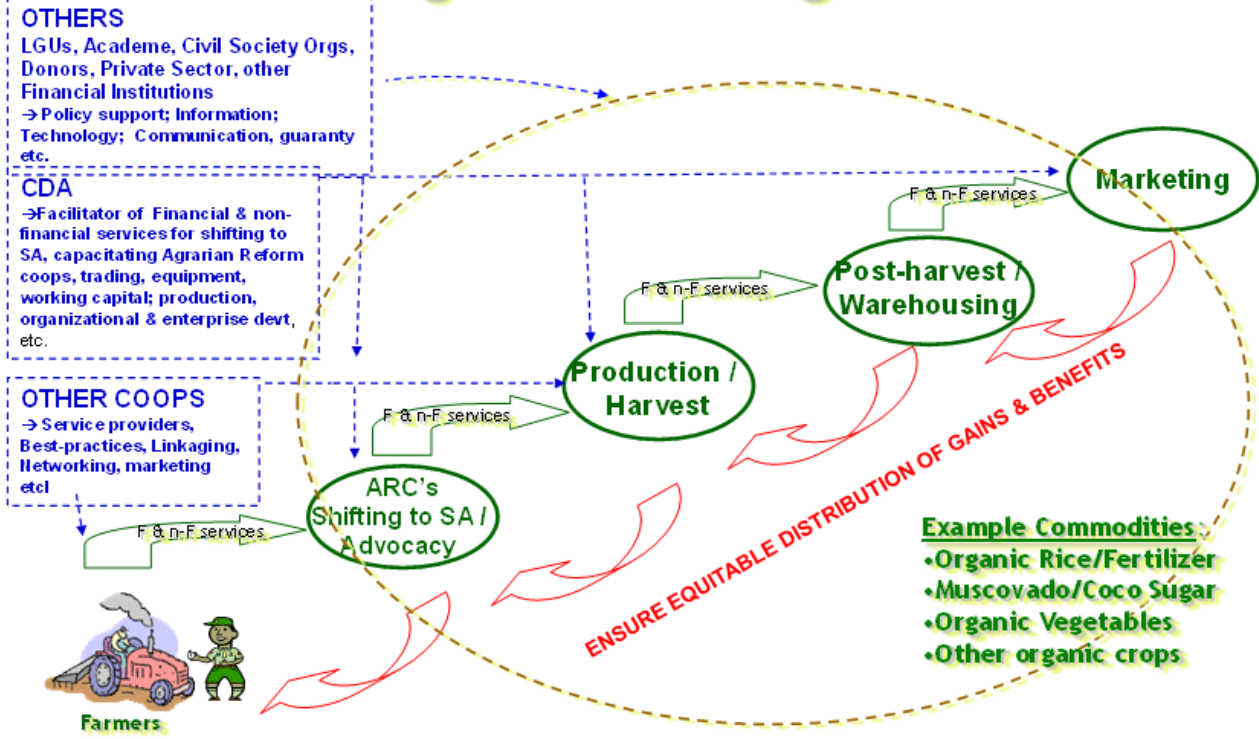 OTHERS
LGUs, Academe, Civil Society Orgs,
Donors, Private Sector, other
Financial Institutions
→Policy support; Information;
Technology; Communication, guaranty
etc.
CDA
→Facilitator of Financial & non-
financial services for shifting to
SA, capacitating Agrarian Reform
coops, trading, equipment,
working capital; production,
organizational & enterprise devt,
etc.
OTHER COOPS
→ Service providers,
Best-practices, Linkaging,
Networking, marketing
etcl
F & n-F services
ARC's
Shifting to SA /
Advocacy
F & n-F services
Production /
Harvest
F & n-F services
Post-harvest /
Warehousing
F & n-F services
Marketing
ENSURE EQUITABLE DISTRIBUTION OF GAINS & BENEFITS
Example Commodities:
•Organic Rice/Fertilizer
•Muscovado/Coco Sugar
•Organic Vegetables
•Other organic crops
Farmers